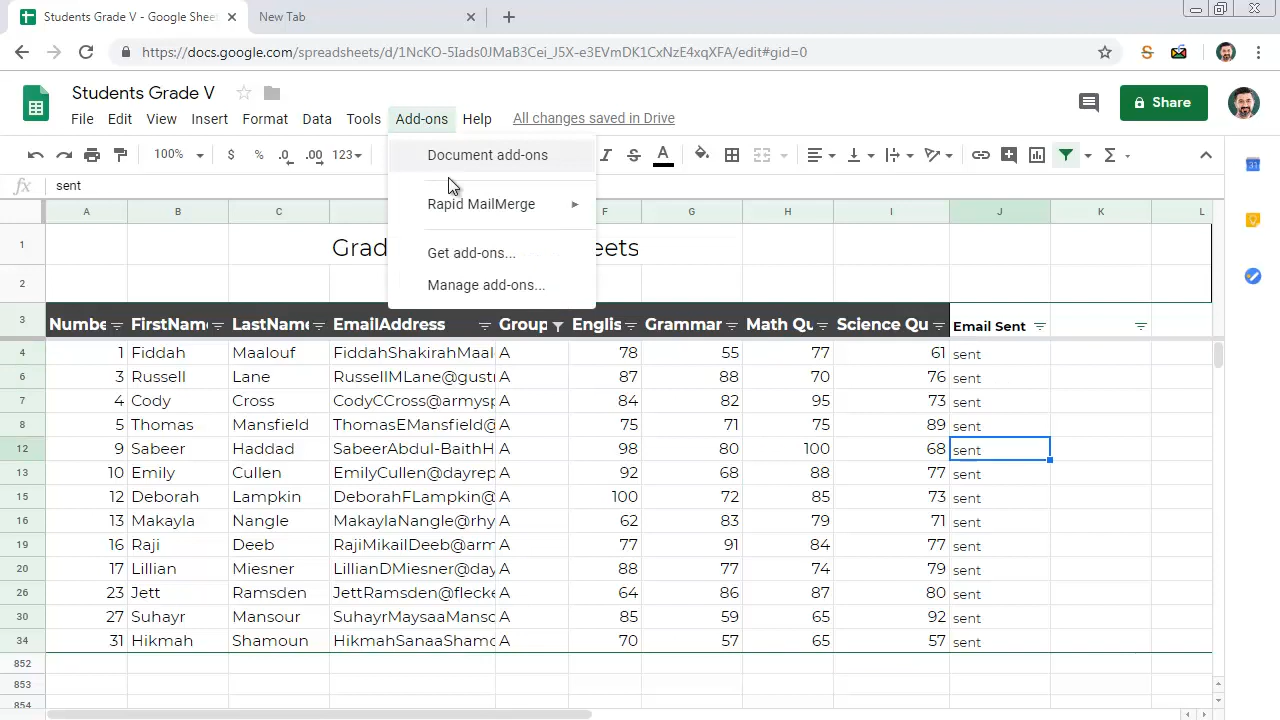 Students Grade V - Google Sheet
New Tab
https://docs.google.com/spreadsheets/d/1NcKO-5Iads0JMaB3Cei_J5X-e3EVmDK1CxNzE4xqXFA/edit#gid=0
Students Grade V
File Edit View Insert Format Data Tools Add-ons Help All changes saved in Drive
Share
100% $ % .0 .00 123
Document add-ons
Rapid MailMerge
Get add-ons...
Manage add-ons...
fx sent
A B C F G H I J K L
1 Grad eets
2
3 Numbe FirstNam LastName EmailAddress Group Englis Grammar Math Qu Science Qu Email Sent
4 1 Fiddah Maalouf FiddahShakirahMaal A 78 55 77 61 sent
6 3 Russell Lane RussellMLane@gust A 87 88 70 76 sent
7 4 Cody Cross CodyCCross@armysp A 84 82 95 73 sent
8 5 Thomas Mansfield ThomasEMansfield@ A 75 71 75 89 sent
12 9 Sabeer Haddad SabeerAbdul-BaithH A 98 80 100 68 sent
13 10 Emily Cullen EmilyCullen@dayrep A 92 68 88 77 sent
15 12 Deborah Lampkin DeborahFLampkin@ A 100 72 85 73 sent
16 13 Makayla Nangle MakaylaNangle@rhy A 62 83 79 71 sent
19 16 Raji Deeb RajiMikailDeeb@arm A 77 91 84 77 sent
20 17 Lillian Miesner LillianDMiesner@day A 88 77 74 79 sent
26 23 Jett Ramsden JettRamsden@flecke A 64 86 87 80 sent
30 27 Suhayr Mansour SuhayrMaysaaManso A 85 59 65 92 sent
34 31 Hikmah Shamoun HikmahSanaaShamo A 70 57 65 57 sent
852
853
854